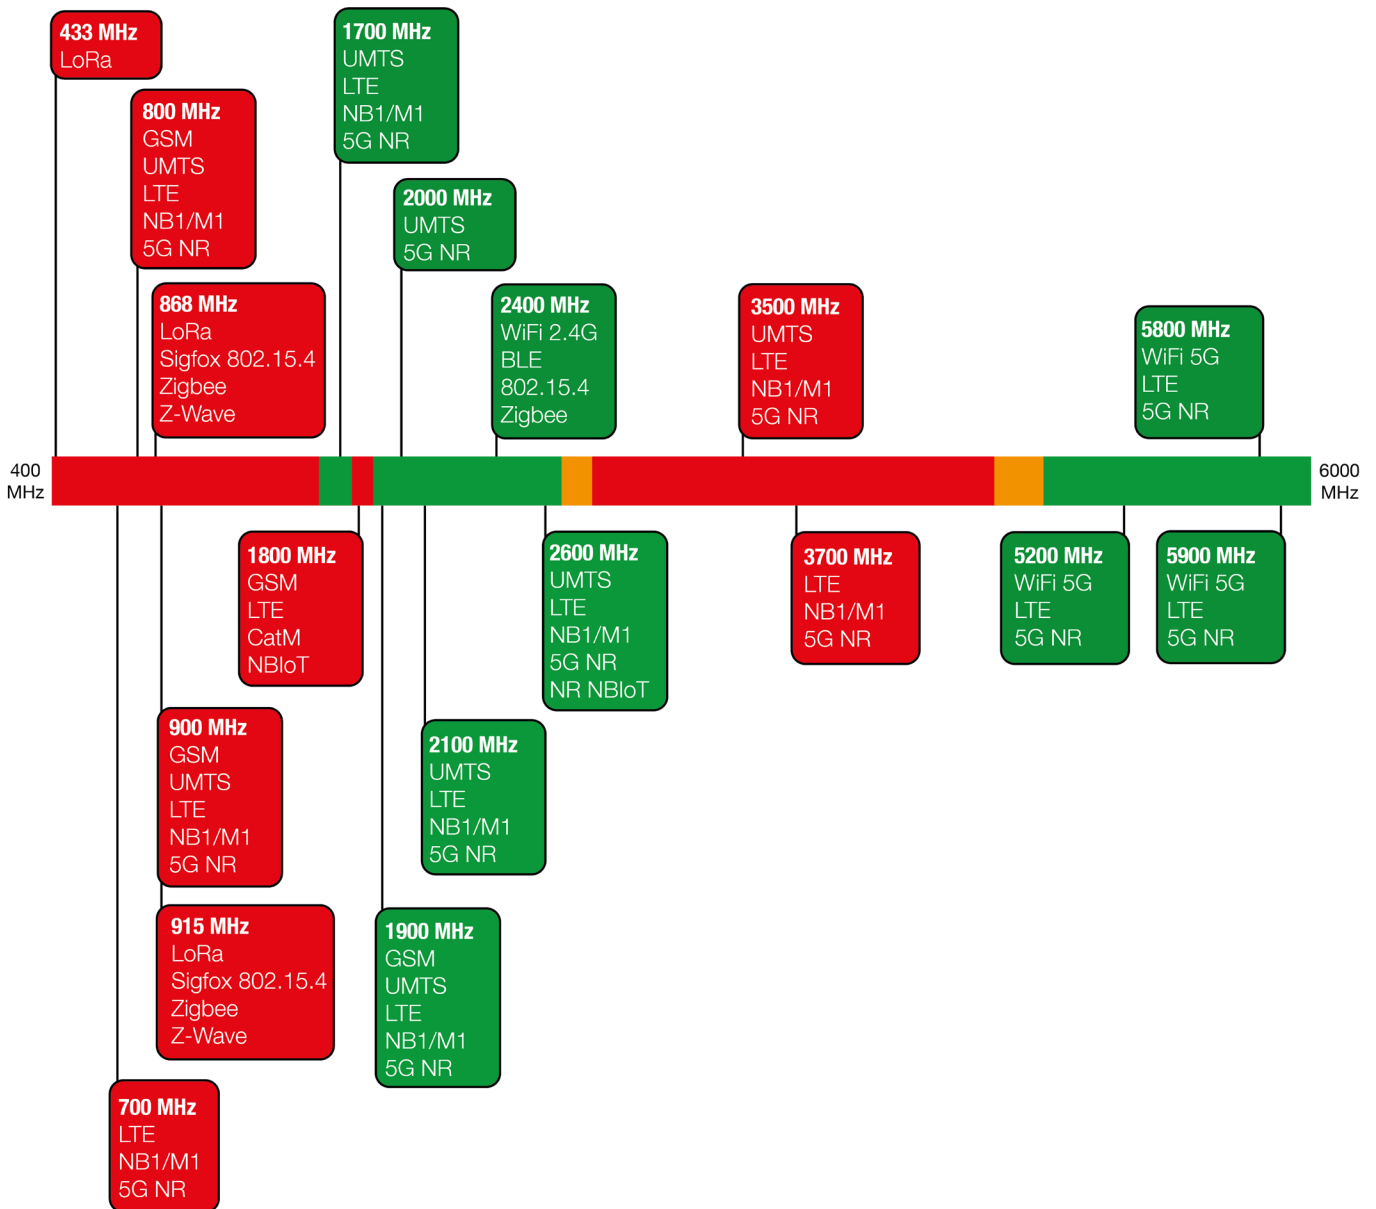 433 MHz
LoRa
800 MHz
GSM
UMTS
LTE
NB1/M1
5G NR
868 MHz
LoRa
Sigfox 802.15.4
Zigbee
Z-Wave
1700 MHz
UMTS
LTE
NB1/M1
5G NR
2000 MHz
UMTS
5G NR
2400 MHz
WiFi 2.4G
BLE
802.15.4
Zigbee
3500 MHz
UMTS
LTE
NB1/M1
5G NR
5800 MHz
WiFi 5G
LTE
5G NR
400
MHz
6000
MHz
1800 MHz
GSM
LTE
CatM
NBIoT
2600 MHz
UMTS
LTE
NB1/M1
5G NR
NR NBIoT
3700 MHz
LTE
NB1/M1
5G NR
5200 MHz
WiFi 5G
LTE
5G NR
5900 MHz
WiFi 5G
LTE
5G NR
900 MHz
GSM
UMTS
LTE
NB1/M1
5G NR
2100 MHz
UMTS
LTE
NB1/M1
5G NR
915 MHz
LoRa
Sigfox 802.15.4
Zigbee
Z-Wave
1900 MHz
GSM
UMTS
LTE
NB1/M1
5G NR
700 MHz
LTE
NB1/M1
5G NR